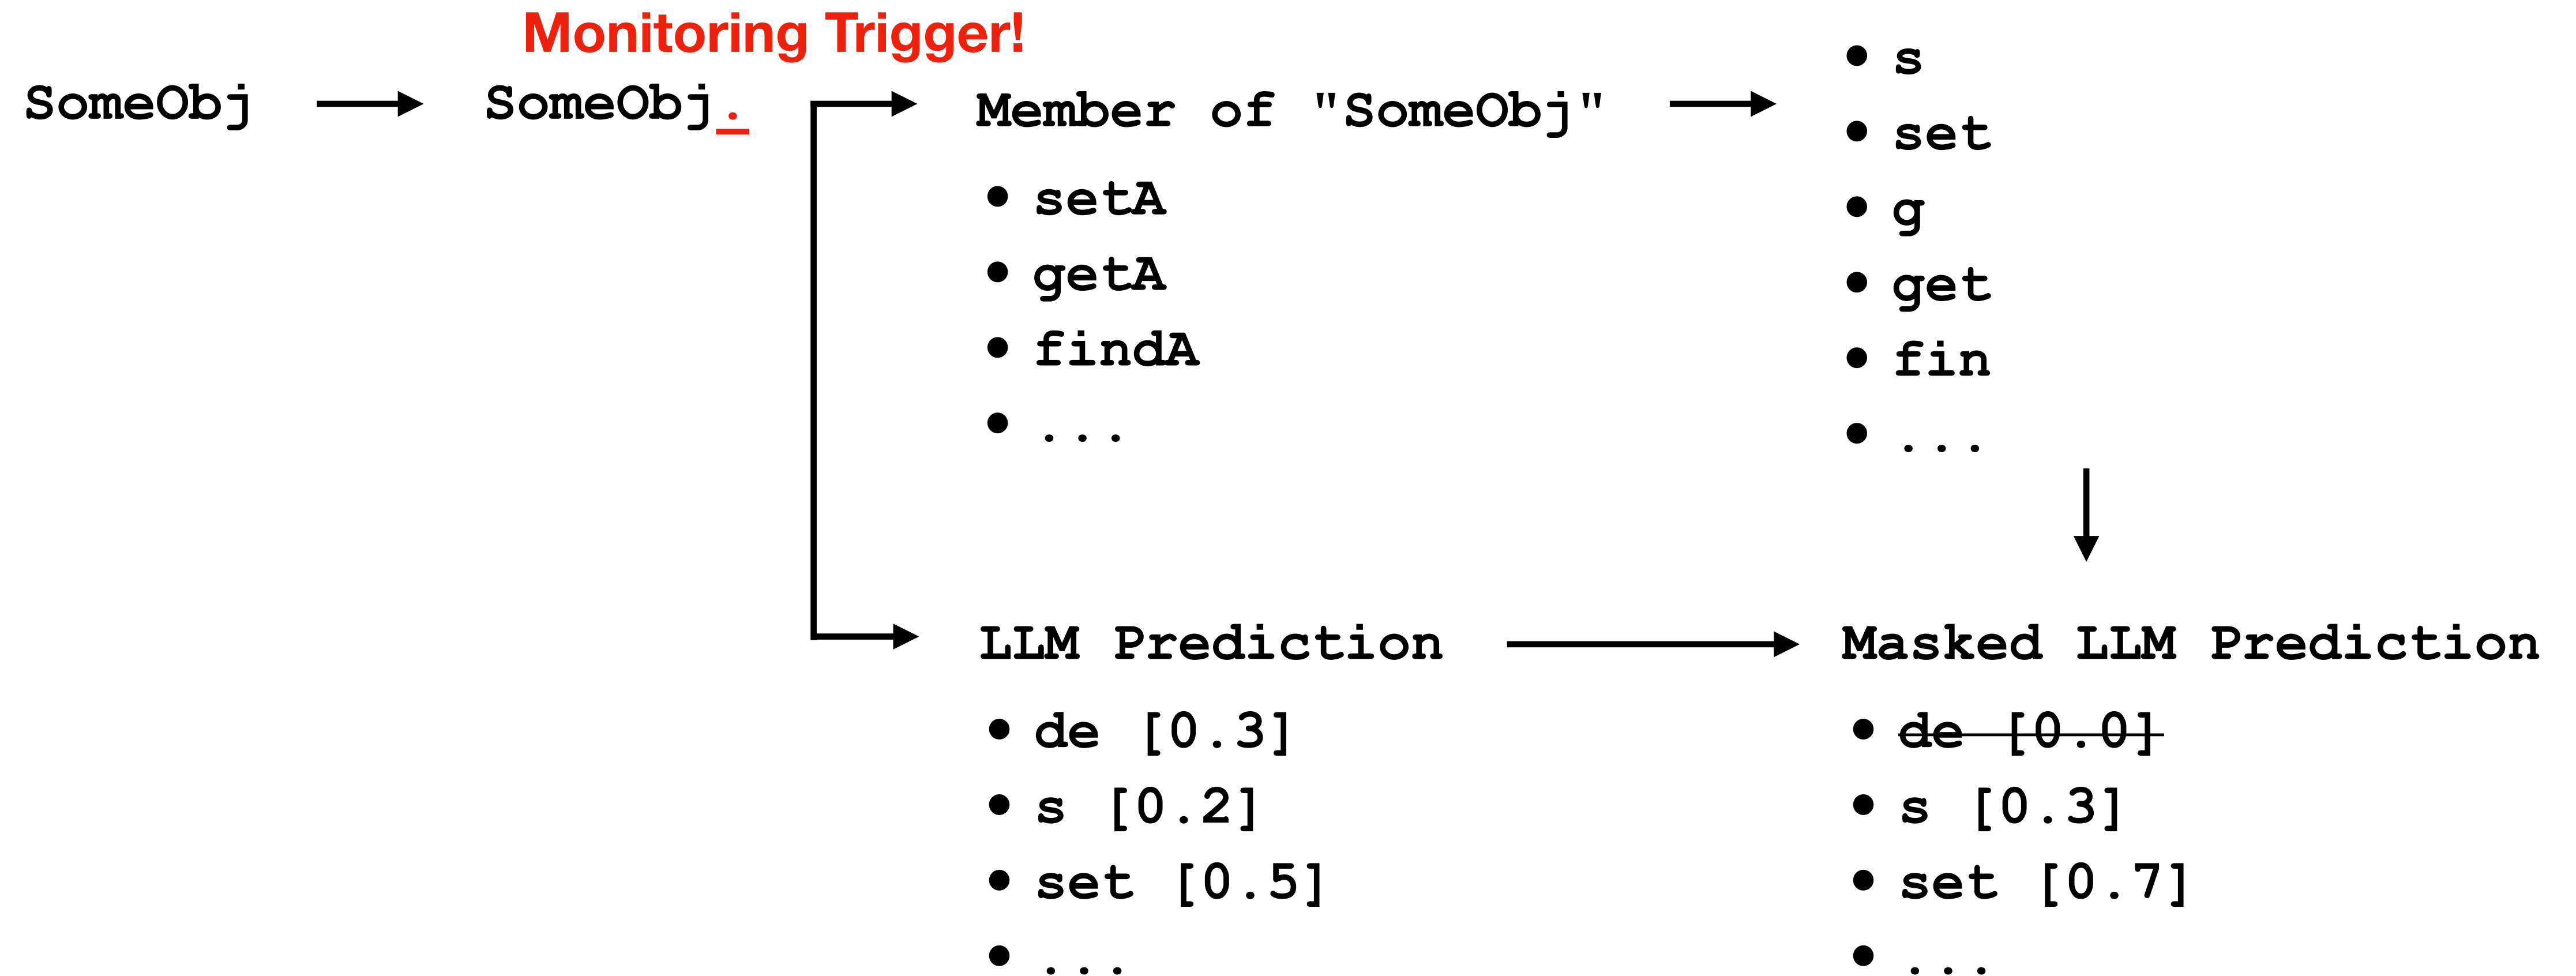 Monitoring Trigger!
SomeObj
SomeObj.
Member of "SomeObj"
• setA
• getA
• findA
• ...
• s
• set
• g
• get
• fin
• ...
LLM Prediction
• de [0.3]
• s [0.2]
• set [0.5]
• ...
Masked LLM Prediction
• de [0.0]
• s [0.3]
• set [0.7]
• ...